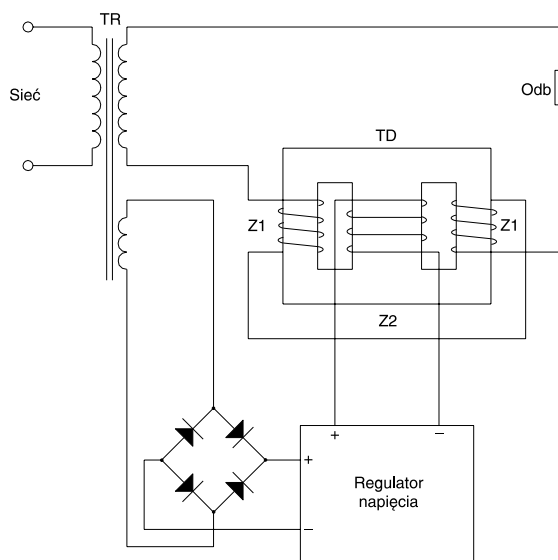 TR
Sieć
Odb
TD
Z1
Z1
Z2
+
−
+
−
Regulator
napięcia